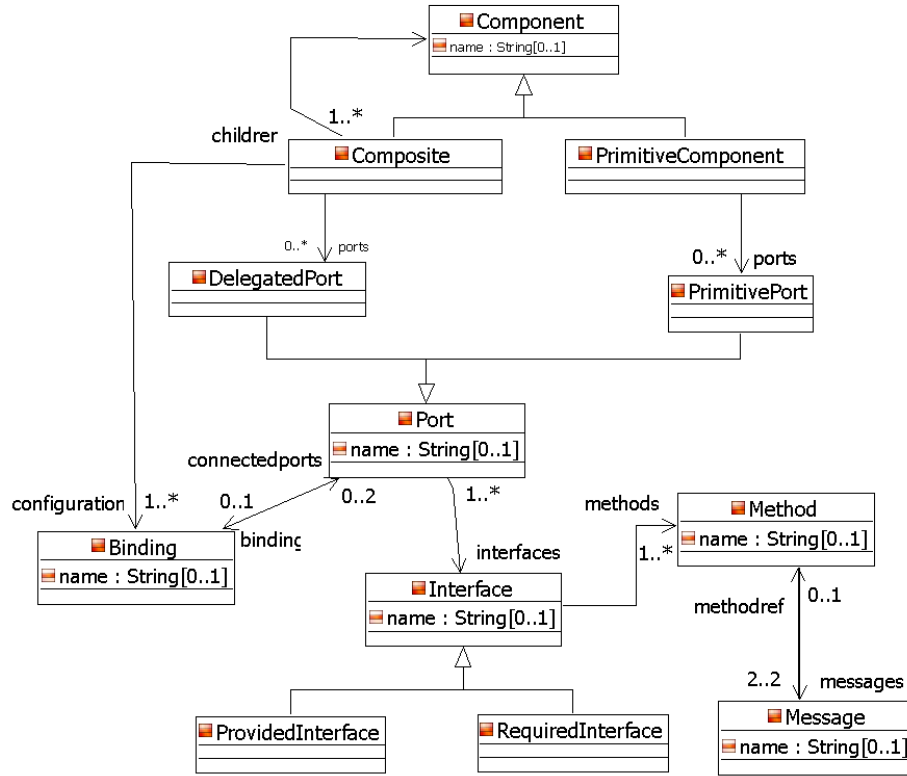 Component
name : String[0..1]
1..*
childrer
Composite
PrimitiveComponent
0..* ports
0..* ports
DelegatedPort
PrimitivePort
Port
name : String[0..1]
connectedports
configuration 1..*
0..1
0..2
1..*
methods
Method
name : String[0..1]
Binding
name : String[0..1]
binding
interfaces
1..*
Interface
name : String[0..1]
methodref
0..1
2..2
messages
ProvidedInterface
RequiredInterface
Message
name : String[0..1]